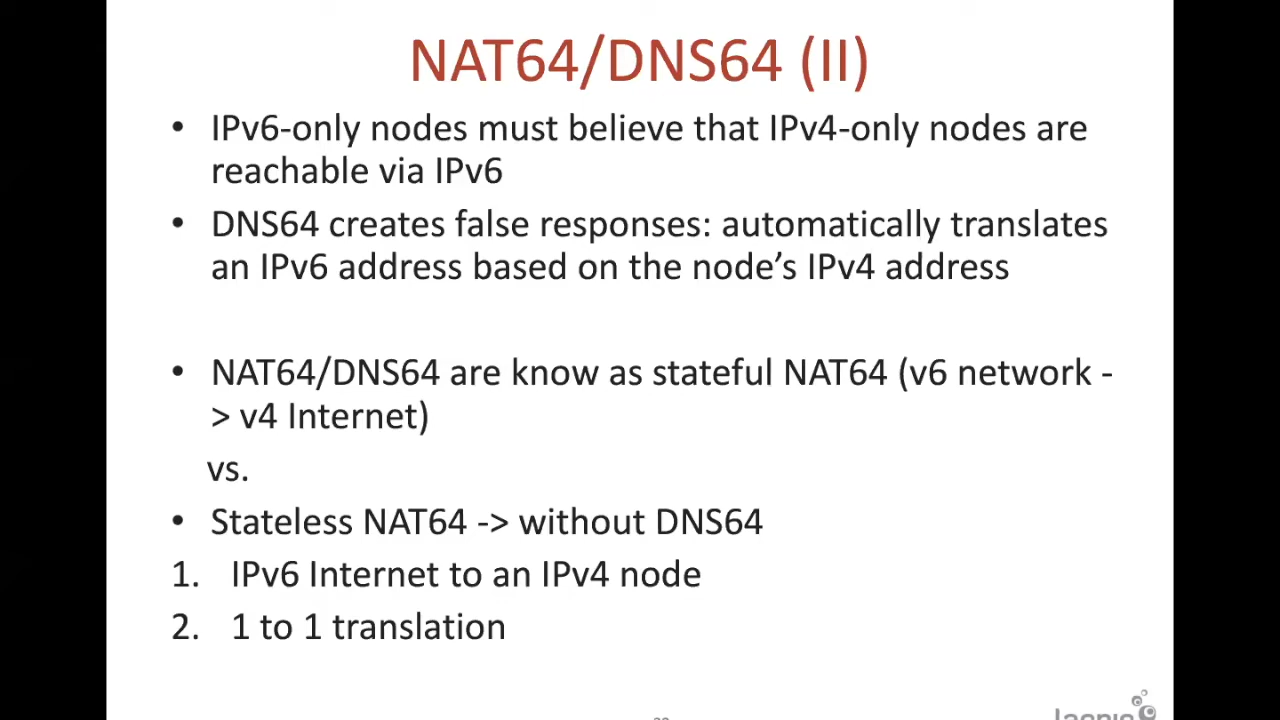 NAT64/DNS64 (II)
• IPv6-only nodes must believe that IPv4-only nodes are
reachable via IPv6
• DNS64 creates false responses: automatically translates
an IPv6 address based on the node’s IPv4 address
• NAT64/DNS64 are know as stateful NAT64 (v6 network -
> v4 Internet)
vs.
• Stateless NAT64 -> without DNS64
1. IPv6 Internet to an IPv4 node
2. 1 to 1 translation